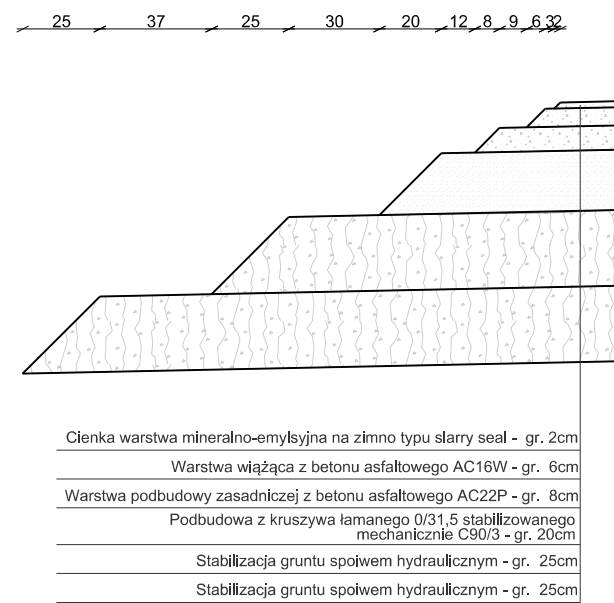 25 37 25 30 20 12 8 9 6 3 2
Cienka warstwa mineralno-emylsyjna na zimno typu slarry seal - gr. 2cm
Warstwa wiążąca z betonu asfaltowego AC16W - gr. 6cm
Warstwa podbudowy zasadniczej z betonu asfaltowego AC22P - gr. 8cm
Podbudowa z kruszywa łamanego 0/31,5 stabilizowanego
mechanicznie C90/3 - gr. 20cm
Stabilizacja gruntu spoiwem hydraulicznym - gr. 25cm
Stabilizacja gruntu spoiwem hydraulicznym - gr. 25cm